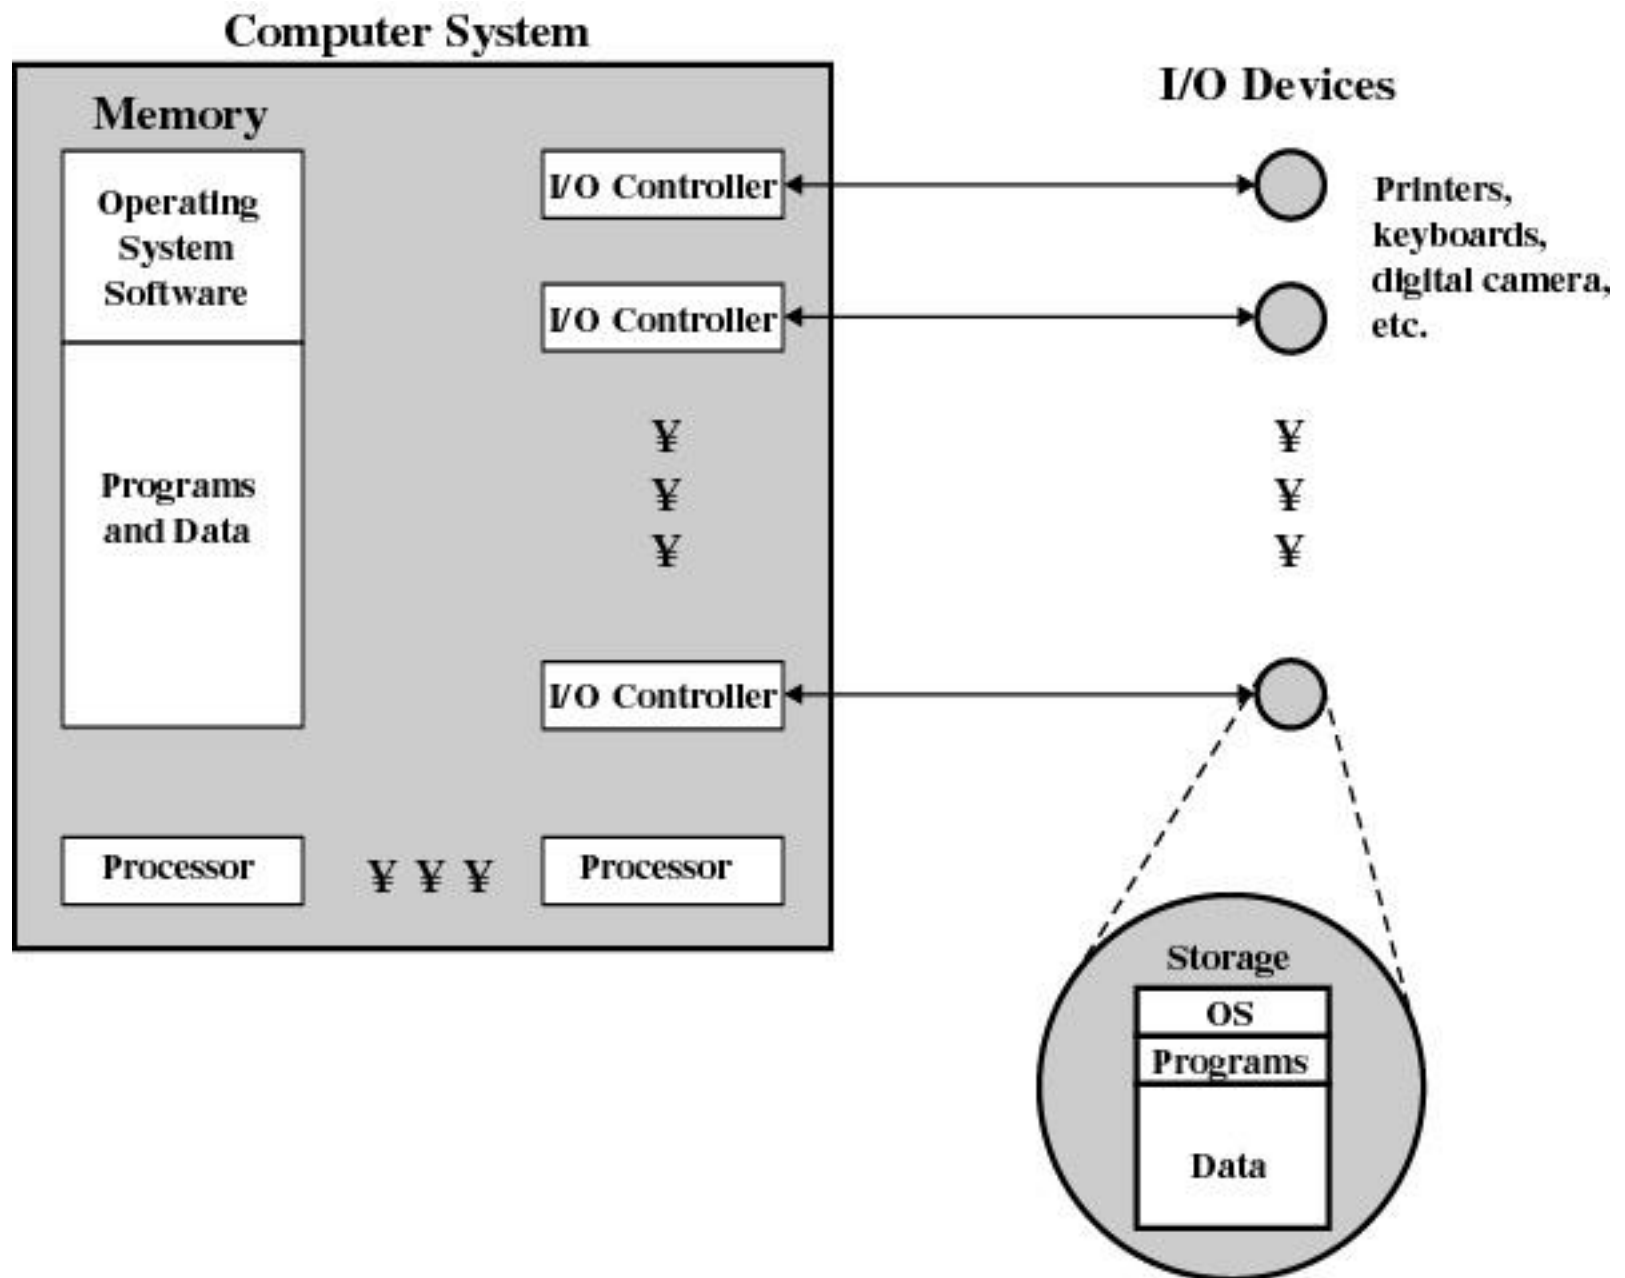 Computer System
Memory
Operating
System
Software
Programs
and Data
I/O Controller
I/O Controller
¥
¥
¥
I/O Controller
Processor
¥ ¥ ¥
Processor
I/O Devices
Printers,
keyboards,
digital camera,
etc.
¥
¥
¥
Storage
OS
Programs
Data